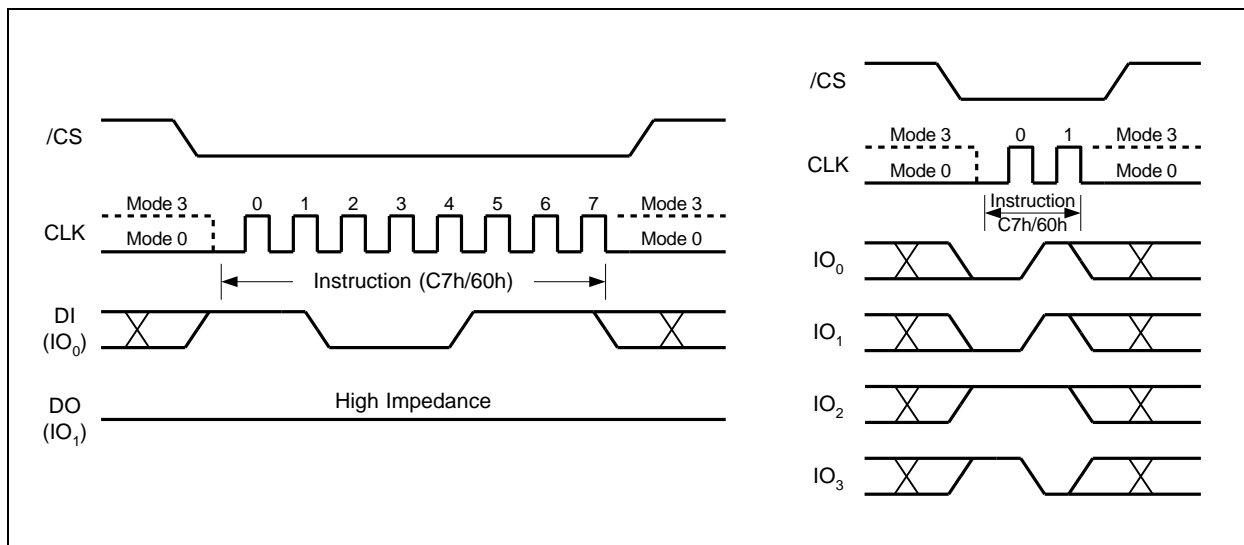 /CS
Mode 3 0 1 2 3 4 5 6 7 Mode 3
CLK
Mode 0 Mode 0
Instruction (C7h/60h)
DI
(IO0)
High Impedance
DO
(IO1)
/CS
Mode 3 0 1 Mode 3
CLK
Mode 0 Mode 0
Instruction
C7h/60h
IO0
IO1
IO2
IO3